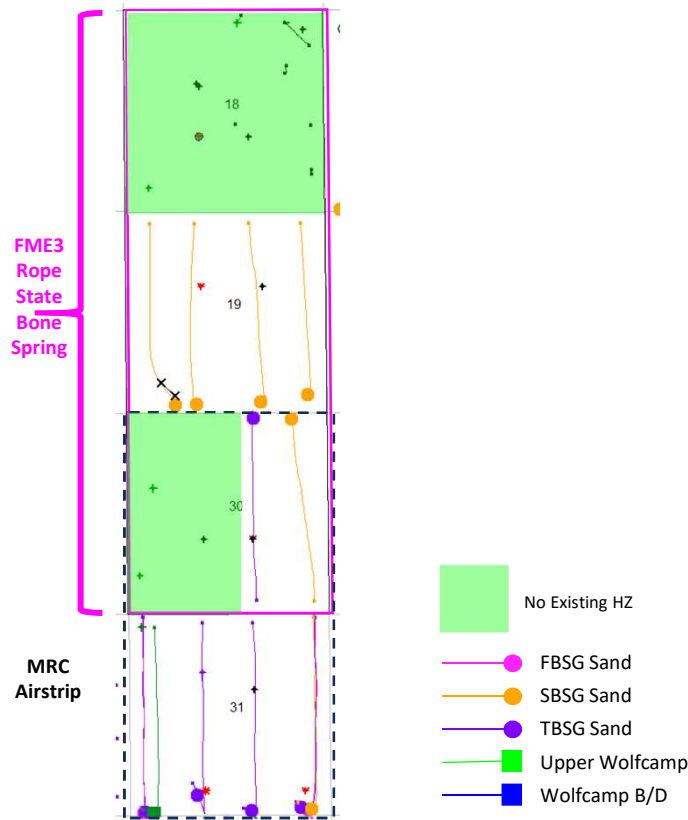 18
FME3
Rope
State
Bone
Spring
19
30
MRC
Airstrip
31
No Existing HZ
FBSG Sand
SBSG Sand
TBSG Sand
Upper Wolfcamp
Wolfcamp B/D